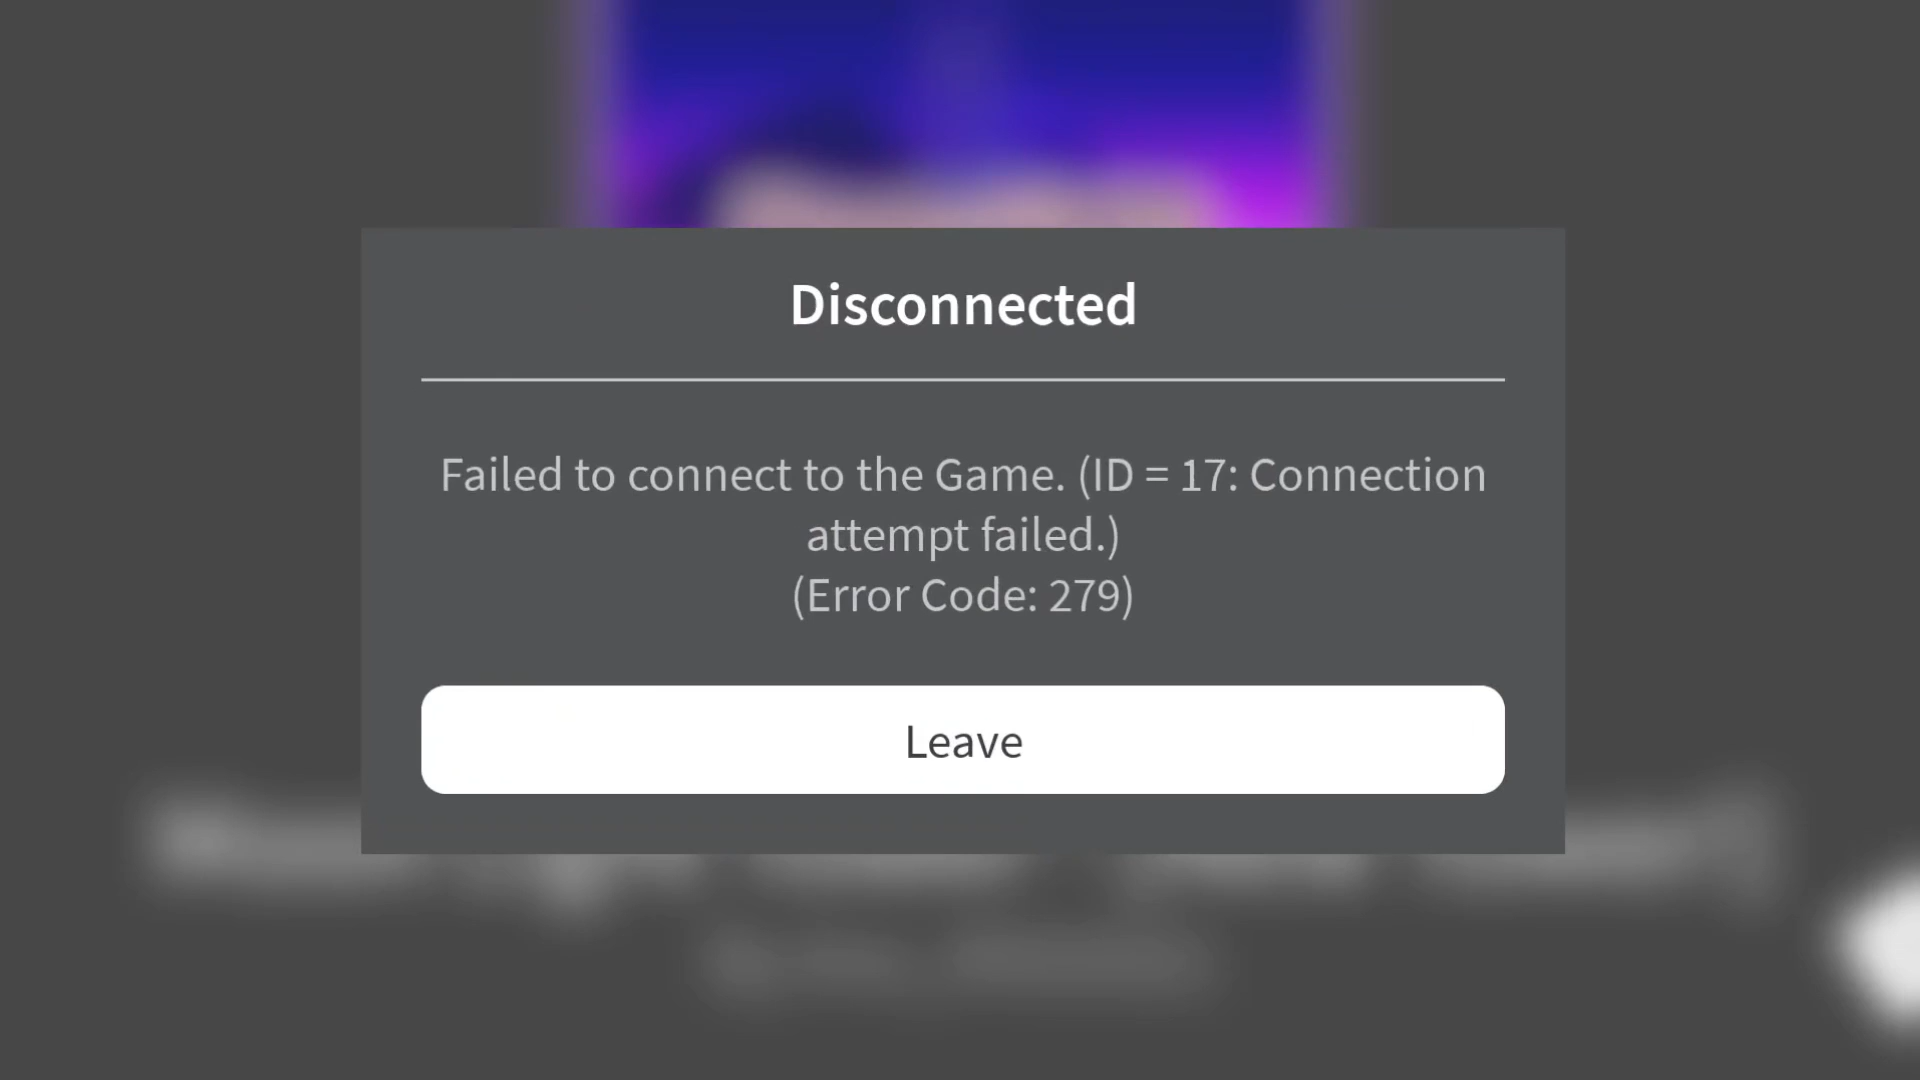 Disconnected
Failed to connect to the Game. (ID = 17: Connection
attempt failed.)
(Error Code: 279)
Leave